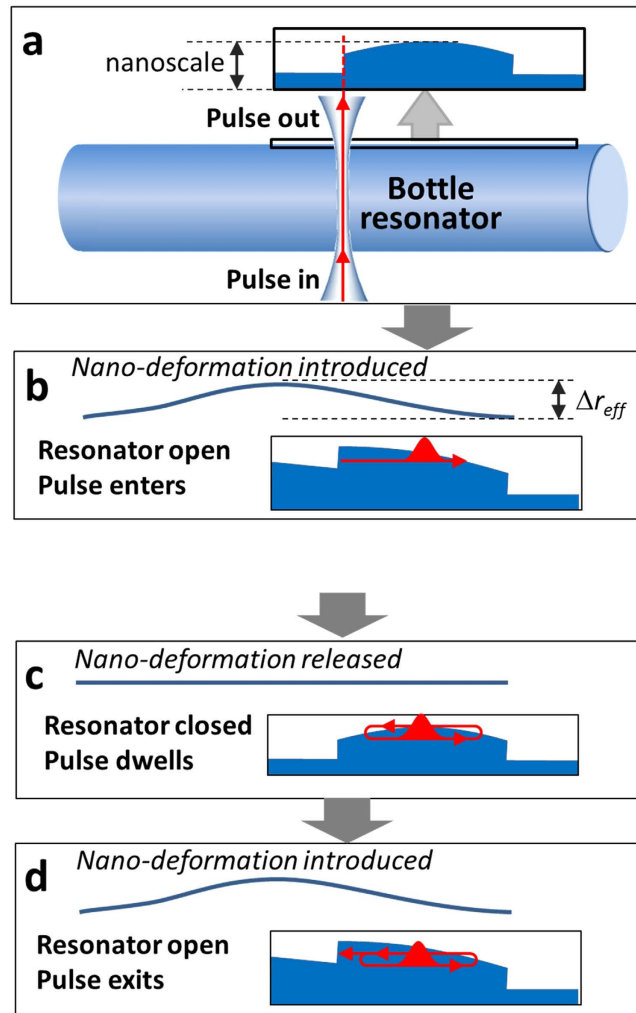 a
nanoscale
Pulse out
Bottle
resonator
Pulse in
b
Nano-deformation introduced
Δr_eff
Resonator open
Pulse enters
Nano-deformation released
c
Resonator closed
Pulse dwells
Nano-deformation introduced
d
Resonator open
Pulse exits